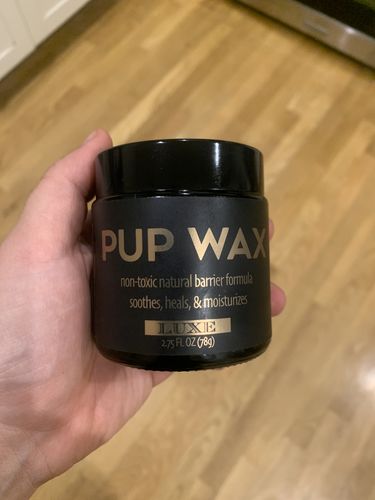 PUP WAX
non-toxic natural barrier formula
soothes, heals, & moisturizes
LUXE
2.75 FL. OZ (78g)